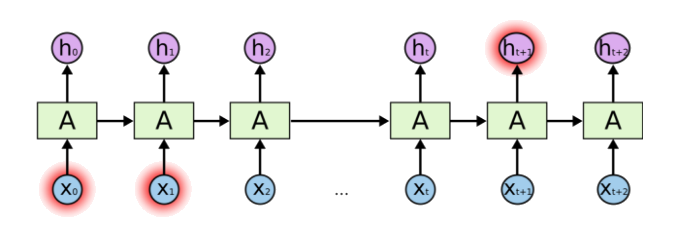 h₀ h₁ h₂ hₜ hₜ₊₁ hₜ₊₂
A A A A A A
x₀ x₁ x₂ ... xₜ xₜ₊₁ xₜ₊₂